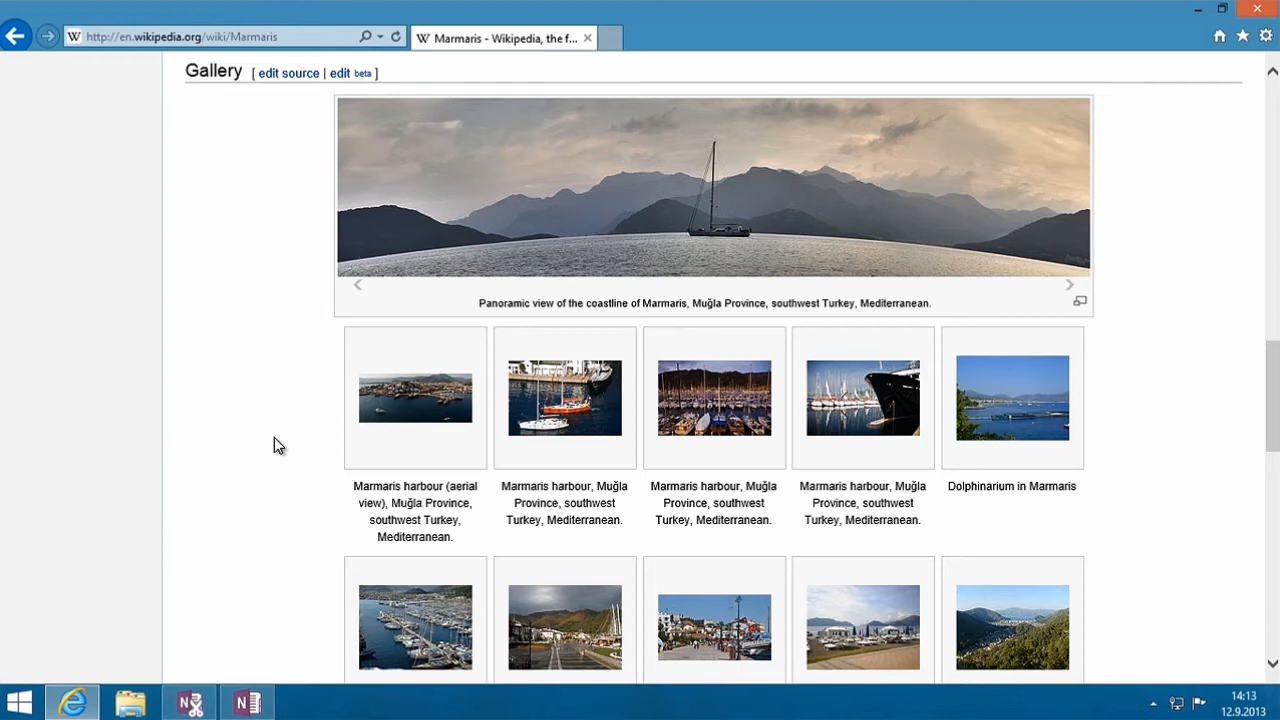 http://en.wikipedia.org/wiki/Marmaris
W Marmaris - Wikipedia, the f...
Gallery [ edit source | edit beta ]
Panoramic view of the coastline of Marmaris, Muğla Province, southwest Turkey, Mediterranean.
Marmaris harbour (aerial
view), Muğla Province,
southwest Turkey,
Mediterranean.
Marmaris harbour, Muğla
Province, southwest
Turkey, Mediterranean.
Marmaris harbour, Muğla
Province, southwest
Turkey, Mediterranean.
Marmaris harbour, Muğla
Province, southwest
Turkey, Mediterranean.
Dolphinarium in Marmaris
14:13
12.9.2013